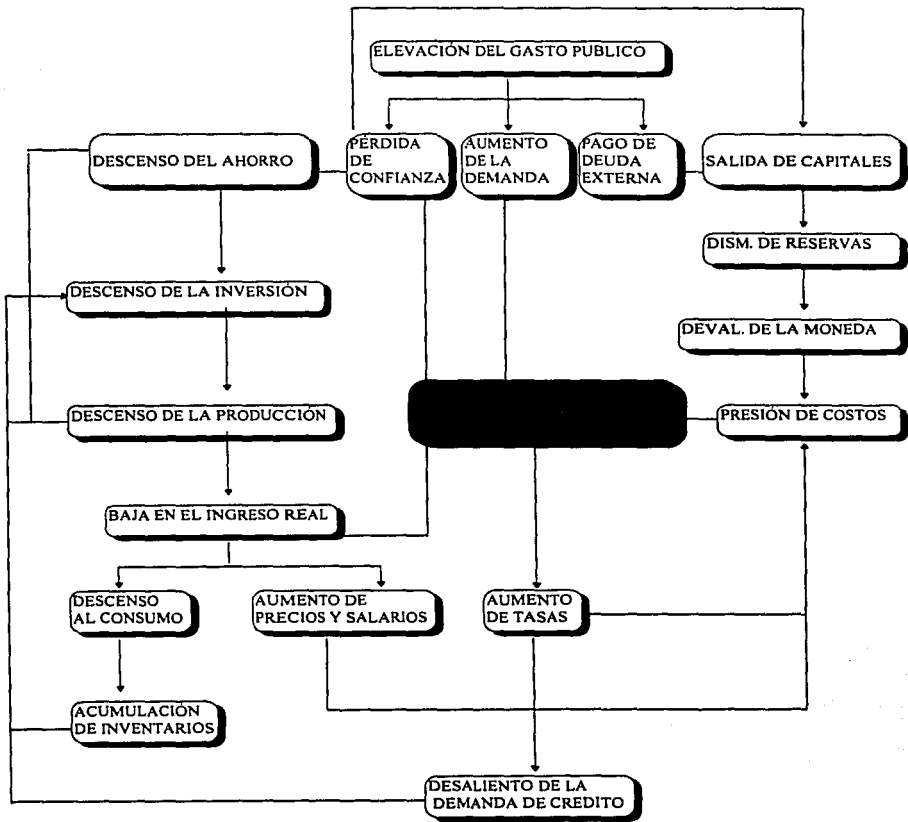 ELEVACIÓN DEL GASTO PUBLICO
DESCENSO DEL AHORRO
PÉRDIDA
DE
CONFIANZA
AUMENTO
DE LA
DEMANDA
PAGO DE
DEUDA
EXTERNA
SALIDA DE CAPITALES
DISM. DE RESERVAS
DESCENSO DE LA INVERSIÓN
DEVAL. DE LA MONEDA
DESCENSO DE LA PRODUCCIÓN
PRESIÓN DE COSTOS
BAJA EN EL INGRESO REAL
DESCENSO
AL CONSUMO
AUMENTO DE
PRECIOS Y SALARIOS
AUMENTO
DE TASAS
ACUMULACIÓN
DE INVENTARIOS
DESALIENTO DE LA
DEMANDA DE CREDITO